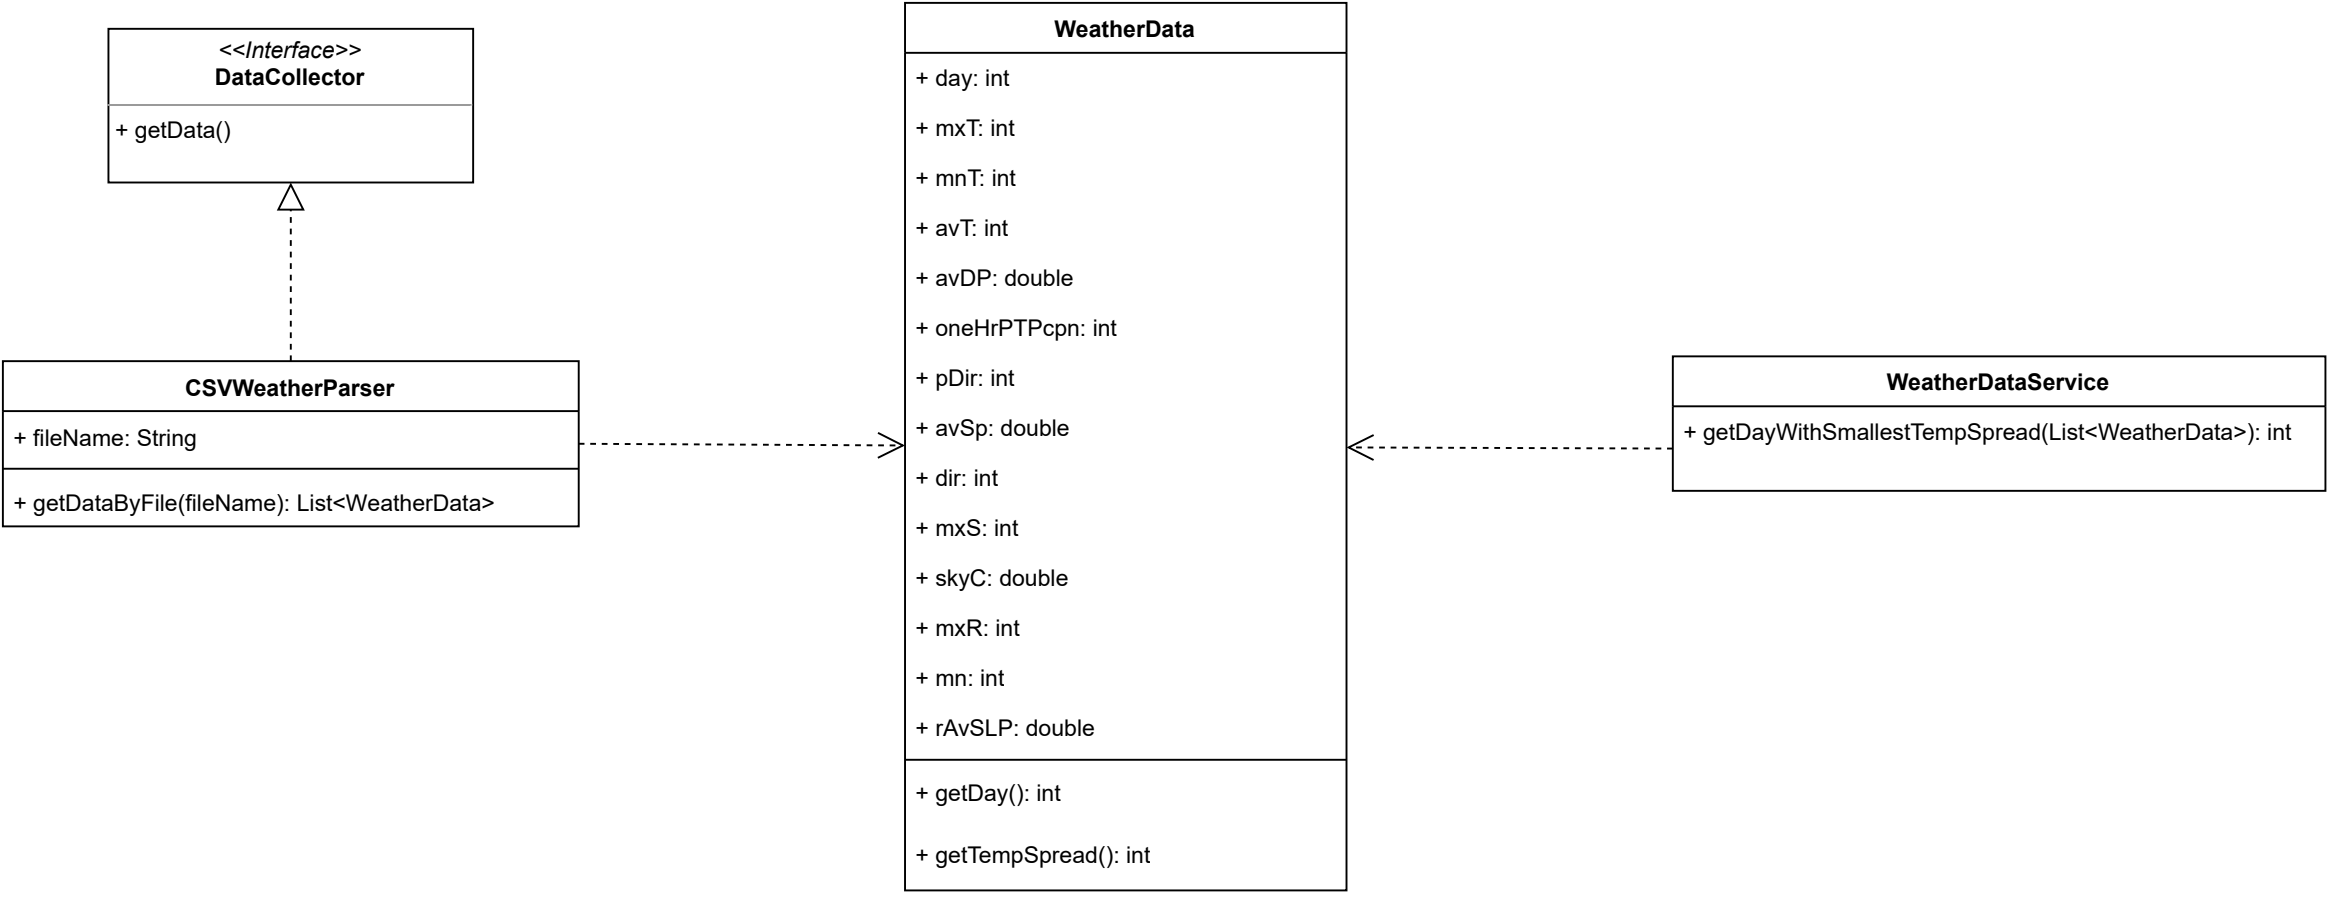 <<Interface>>
DataCollector
+ getData()
CSVWeatherParser
+ fileName: String
+ getDataByFile(fileName): List<WeatherData>
WeatherData
+ day: int
+ mxT: int
+ mnT: int
+ avT: int
+ avDP: double
+ oneHrPTPcpn: int
+ pDir: int
+ avSp: double
+ dir: int
+ mxS: int
+ skyC: double
+ mxR: int
+ mn: int
+ rAvSLP: double
+ getDay(): int
+ getTempSpread(): int
WeatherDataService
+ getDayWithSmallestTempSpread(List<WeatherData>): int